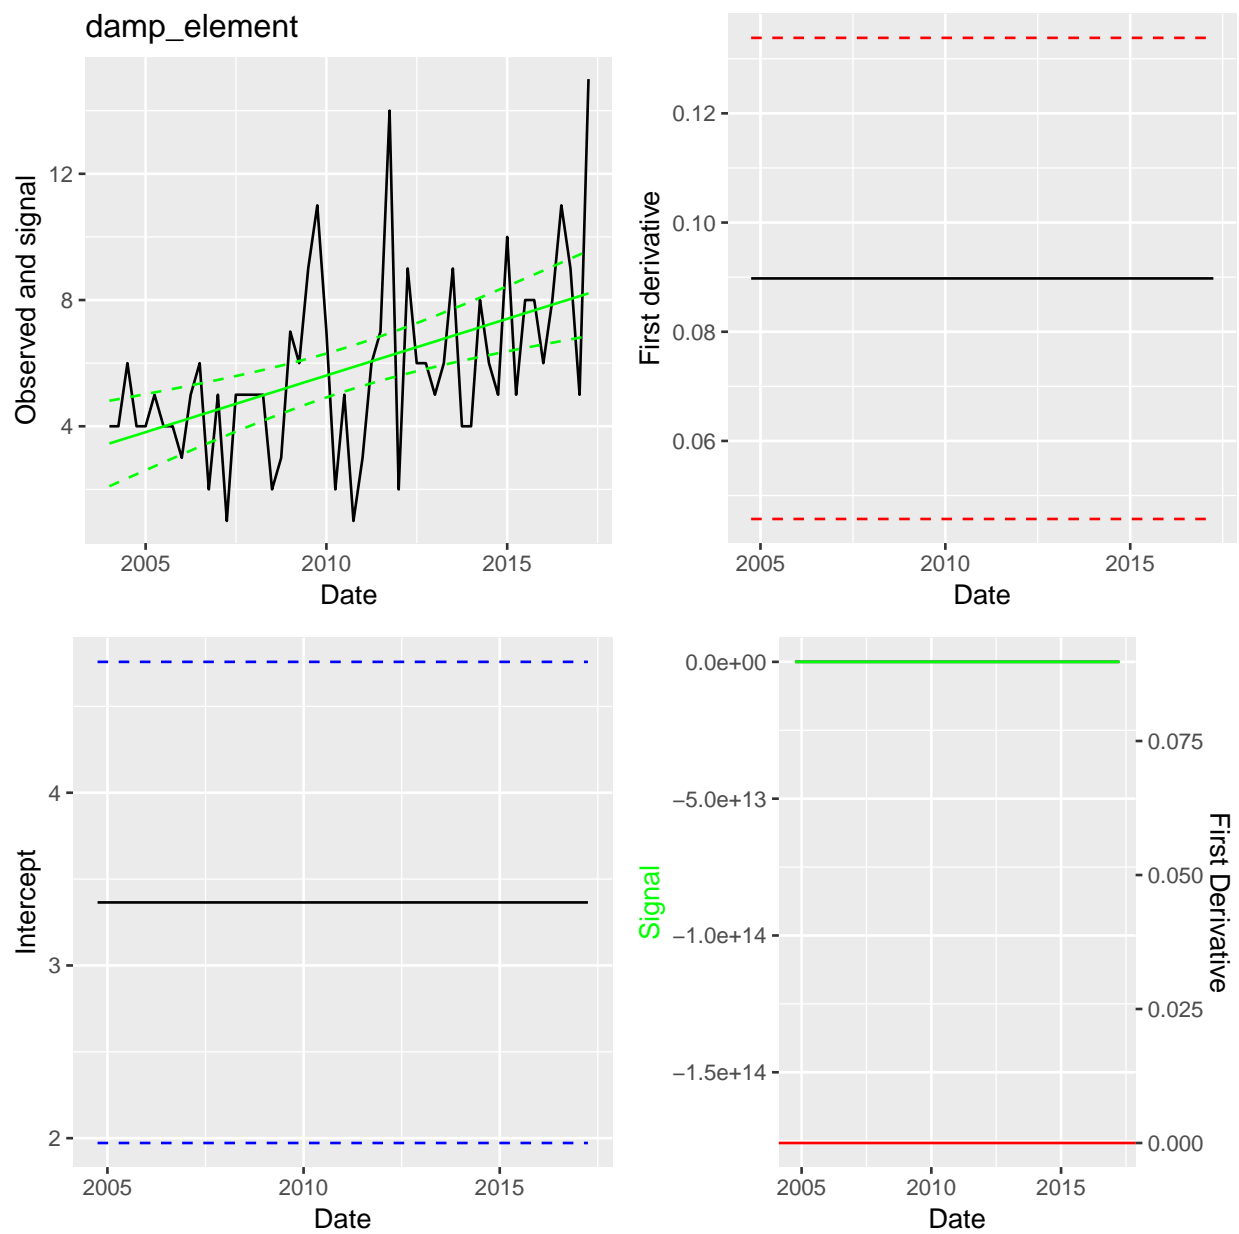 damp_element
Observed and signal
12
8
4
2005 2010 2015
Date
First derivative
0.12
0.10
0.08
0.06
2005 2010 2015
Date
Intercept
4
3
2
2005 2010 2015
Date
Signal
0.0e+00
−5.0e+13
−1.0e+14
−1.5e+14
0.075
0.050
0.025
0.000
First Derivative
2005 2010 2015
Date